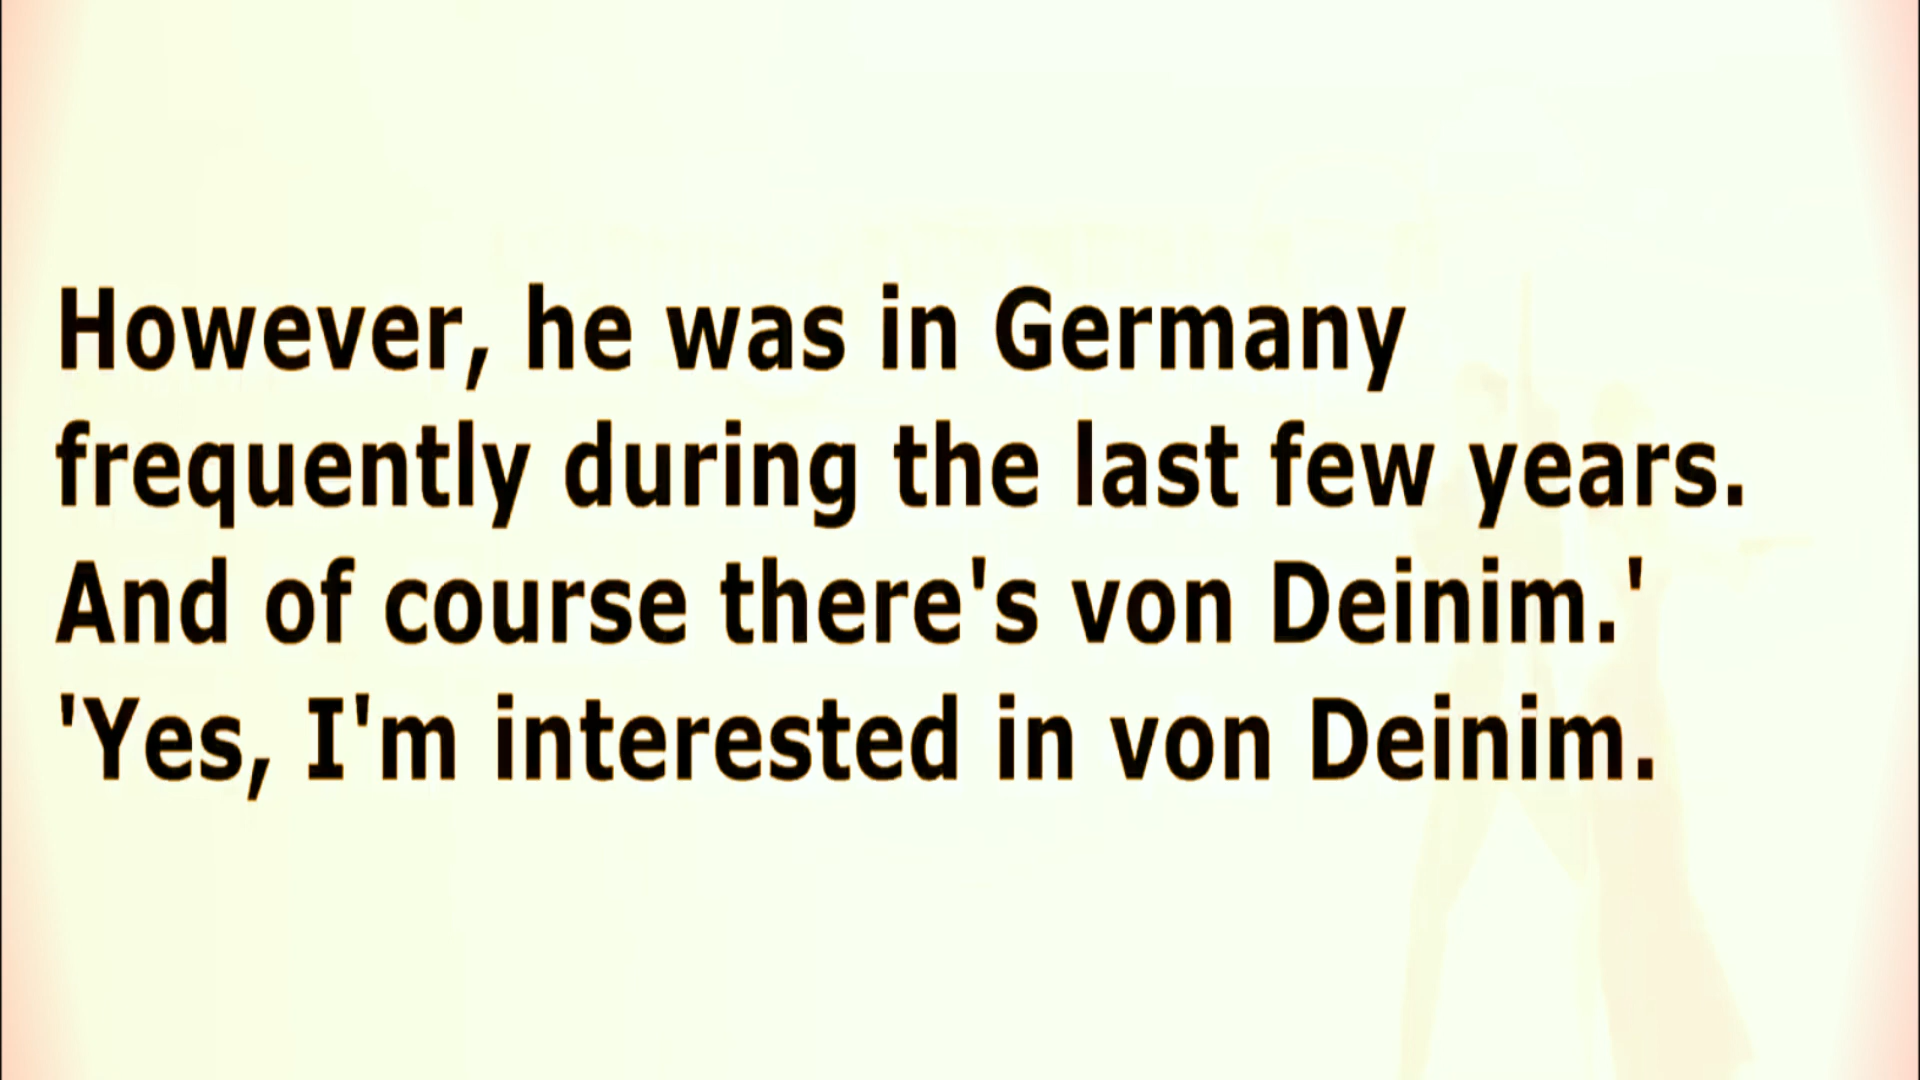 However, he was in Germany
frequently during the last few years.
And of course there's von Deinim.'
'Yes, I'm interested in von Deinim.